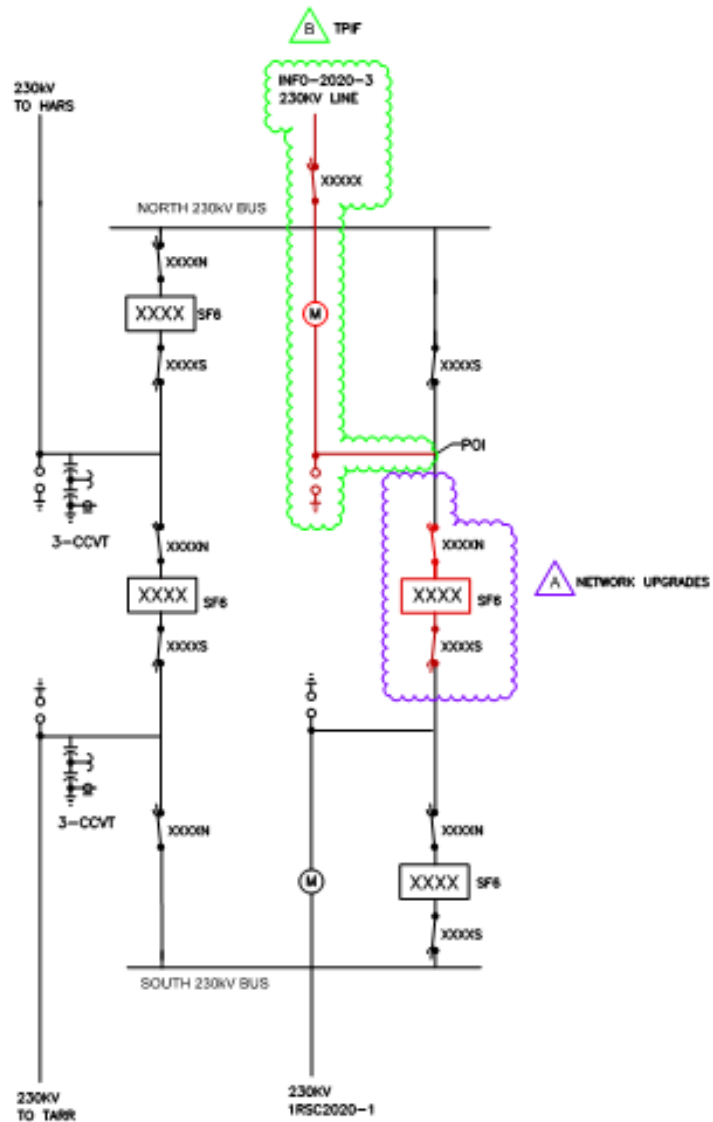 B TPIF
230kV
TO HARS
INFO-2020-3
230KV LINE
XXXXX
NORTH 230kV BUS
XXXXN
XXXX SF6
M
XXXXS
XXXXS
POI
3-CCVT
XXXXN
XXXXN
A NETWORK UPGRADES
XXXX SF6
XXXX SF6
XXXXS
XXXXS
3-CCVT
XXXXN
XXXXN
M
XXXX SF6
XXXXS
SOUTH 230kV BUS
230KV
TO TARR
230KV
1RSC2020-1